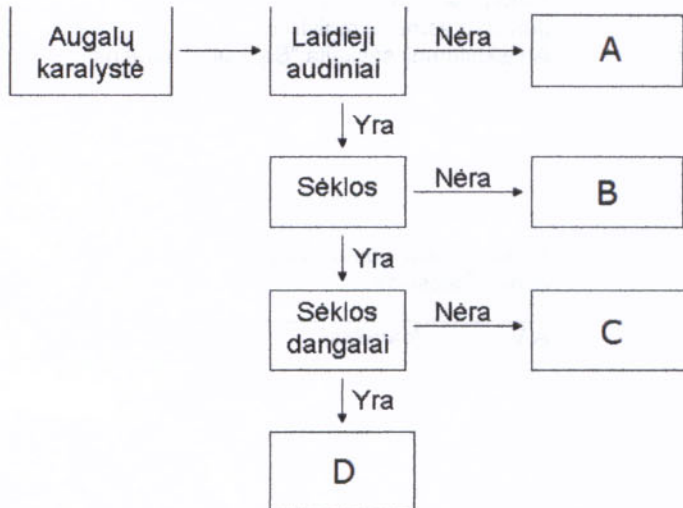 Augalų
karalystė
Laidieji
audiniai
Nėra
A
Yra
Sėklos
Nėra
B
Yra
Sėklos
dangalai
Nėra
C
Yra
D